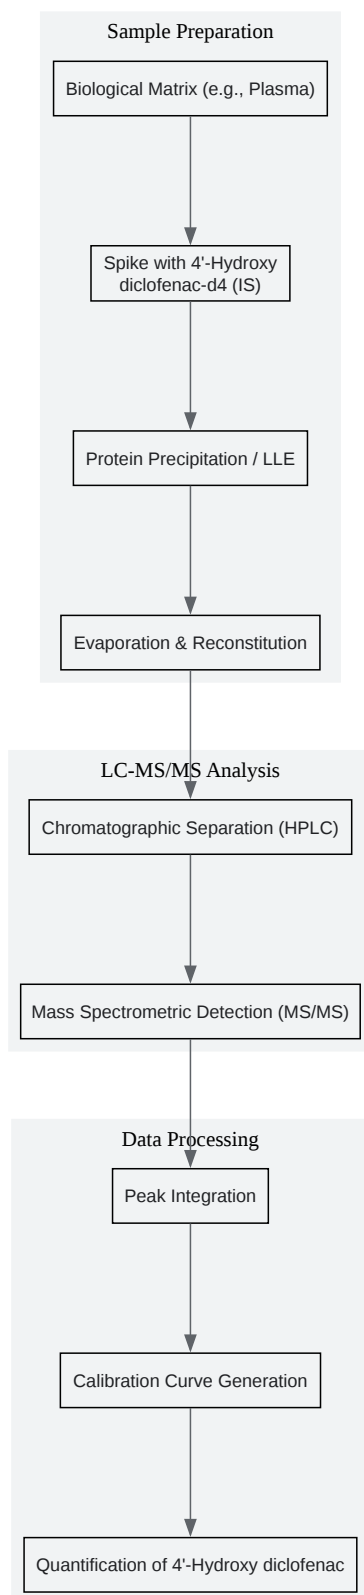 Sample Preparation
Biological Matrix (e.g., Plasma)
Spike with 4'-Hydroxy
diclofenac-d4 (IS)
Protein Precipitation / LLE
Evaporation & Reconstitution
LC-MS/MS Analysis
Chromatographic Separation (HPLC)
Mass Spectrometric Detection (MS/MS)
Data Processing
Peak Integration
Calibration Curve Generation
Quantification of 4'-Hydroxy diclofenac